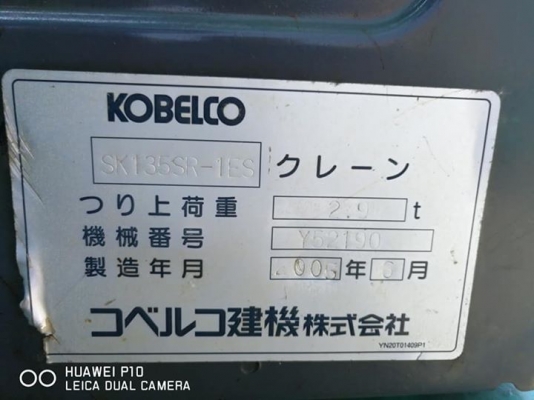 KOBELCO
SK135SR-1ES クレーン
つり上荷重 2.9 t
機械番号
製造年月 年 月
コベルコ建機株式会社
YN20T01409P1
HUAWEI P10
LEICA DUAL CAMERA